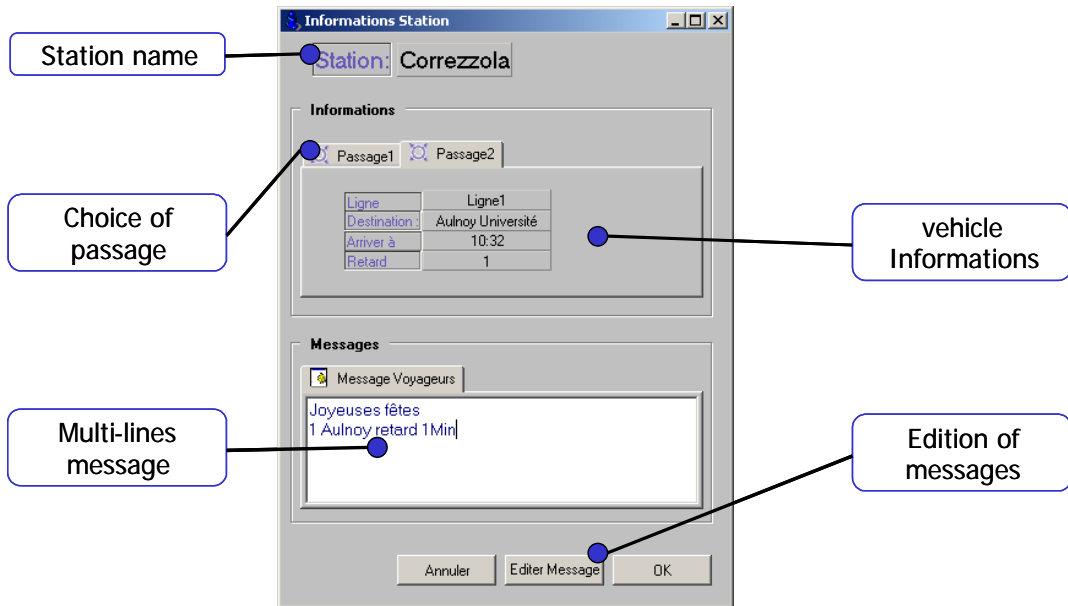 Informations Station
Station name
Station: Correzzola
Informations
Passage1 Passage2
Choice of
passage
Ligne Ligne1
Destination : Aulnoy Université
Arriver à 10:32
Retard 1
vehicle
Informations
Messages
Message Voyageurs
Joyeuses fêtes
1 Aulnoy retard 1Min
Multi-lines
message
Edition of
messages
Annuler Editer Message OK